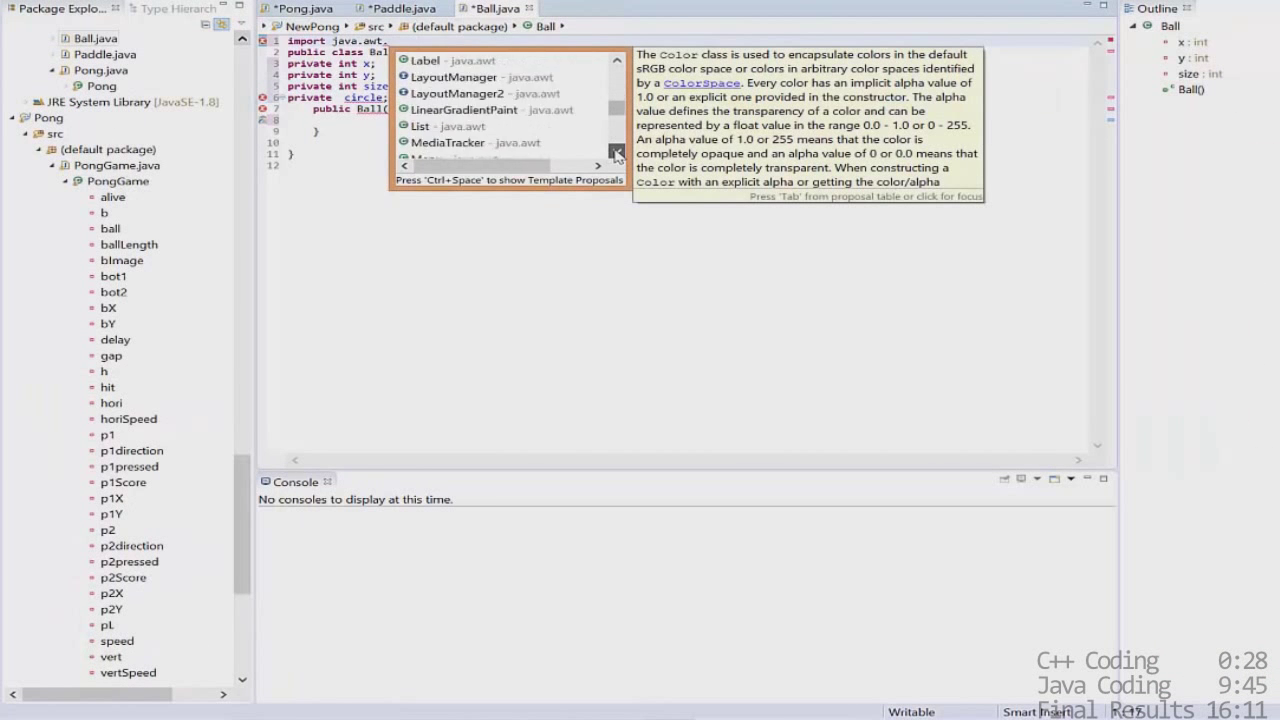 Package Explo...
Type Hierarch
Ball.java
Paddle.java
Pong.java
Pong
JRE System Library [JavaSE-1.8]
Pong
src
(default package)
PongGame.java
PongGame
alive
b
ball
ballLength
bImage
bot1
bot2
bX
bY
delay
gap
h
hit
hori
horiSpeed
p1
p1direction
p1pressed
p1Score
p1X
p1Y
p2
p2direction
p2pressed
p2Score
p2X
p2Y
pL
speed
vert
vertSpeed
*Pong.java
*Paddle.java
*Ball.java
NewPong
src
(default package)
Ball
1 import java.awt.
2 public class Bal
3 private int x;
4 private int y;
5 private int size
6 private circle;
7 public Ball(
8
9 }
10
11 }
12
Label - java.awt
LayoutManager - java.awt
LayoutManager2 - java.awt
LinearGradientPaint - java.awt
List - java.awt
MediaTracker - java.awt
Press 'Ctrl+Space' to show Template Proposals
The Color class is used to encapsulate colors in the default
sRGB color space or colors in arbitrary color spaces identified
by a ColorSpace. Every color has an implicit alpha value of
1.0 or an explicit one provided in the constructor. The alpha
value defines the transparency of a color and can be
represented by a float value in the range 0.0 - 1.0 or 0 - 255.
An alpha value of 1.0 or 255 means that the color is
completely opaque and an alpha value of 0 or 0.0 means that
the color is completely transparent. When constructing a
Color with an explicit alpha or getting the color/alpha
Press 'Tab' from proposal table or click for focus
Outline
Ball
x : int
y : int
size : int
Ball()
Console
No consoles to display at this time.
C++ Coding 0:28
Java Coding 9:45
Final Results 16:11
Writable
Smart Insert